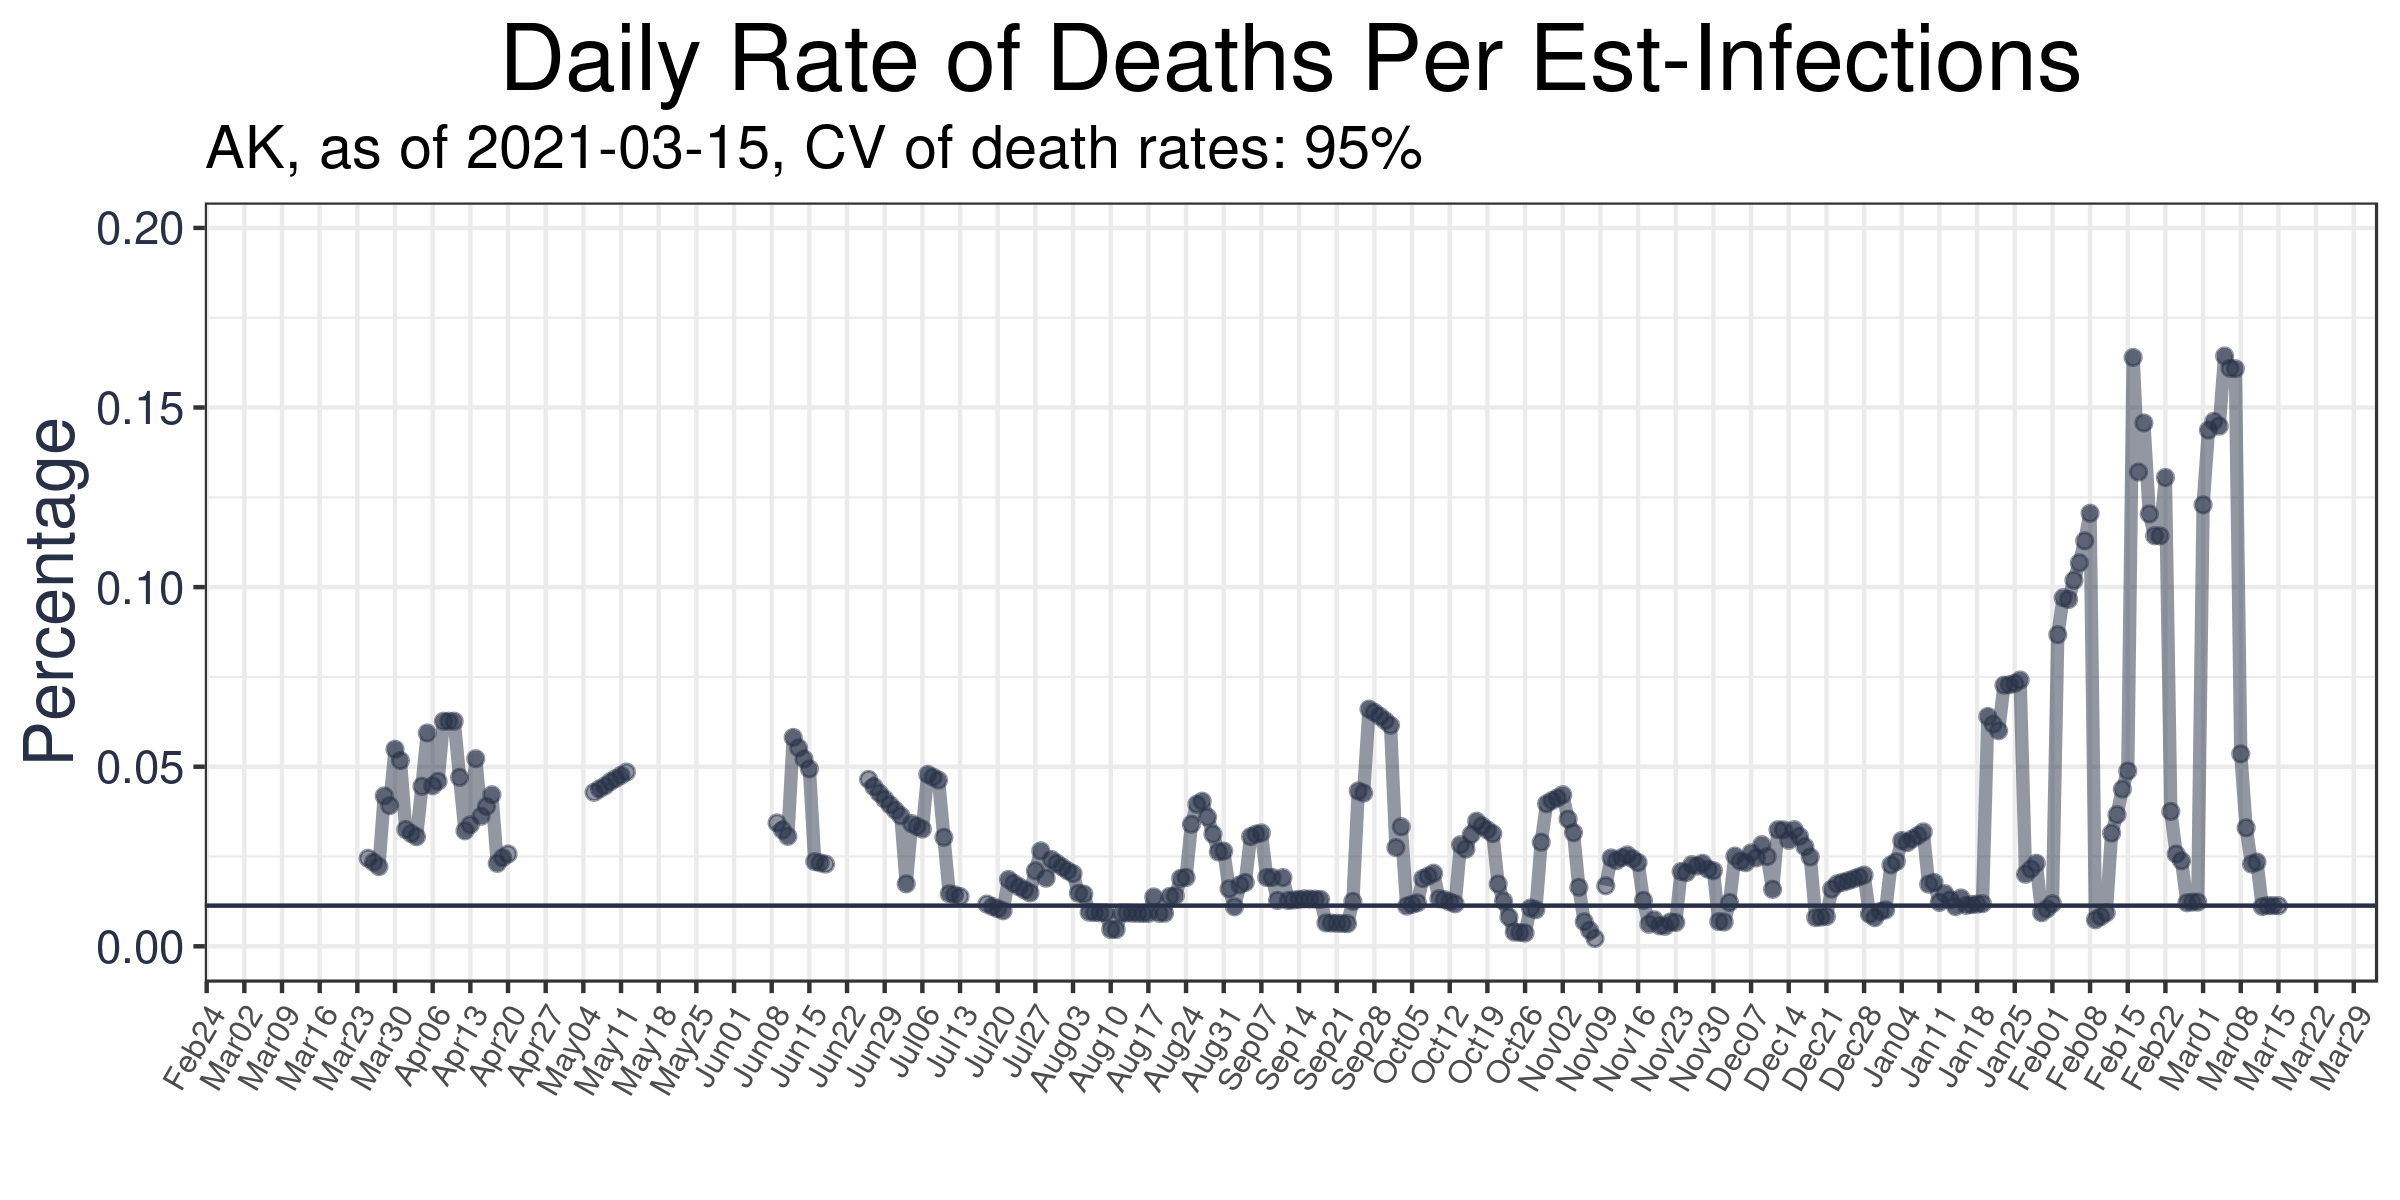 Daily Rate of Deaths Per Est-Infections
AK, as of 2021-03-15, CV of death rates: 95%
Percentage
0.20
0.15
0.10
0.05
0.00
Feb24
Mar02
Mar09
Mar16
Mar23
Mar30
Apr06
Apr13
Apr20
Apr27
May04
May11
May18
May25
Jun01
Jun08
Jun15
Jun22
Jun29
Jul06
Jul13
Jul20
Jul27
Aug03
Aug10
Aug17
Aug24
Aug31
Sep07
Sep14
Sep21
Sep28
Oct05
Oct12
Oct19
Oct26
Nov02
Nov09
Nov16
Nov23
Nov30
Dec07
Dec14
Dec21
Dec28
Jan04
Jan11
Jan18
Jan25
Feb01
Feb08
Feb15
Feb22
Mar01
Mar08
Mar15
Mar22
Mar29